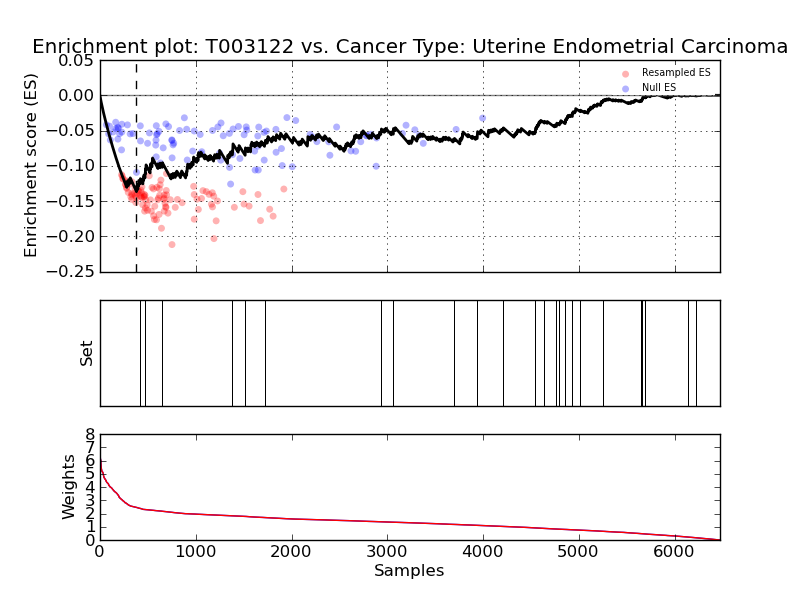 Enrichment plot: T003122 vs. Cancer Type: Uterine Endometrial Carcinoma
0.05
0.00
−0.05
−0.10
−0.15
−0.20
−0.25
Enrichment score (ES)
Resampled ES
Null ES
Set
8
7
6
5
4
3
2
1
0
Weights
0 1000 2000 3000 4000 5000 6000
Samples